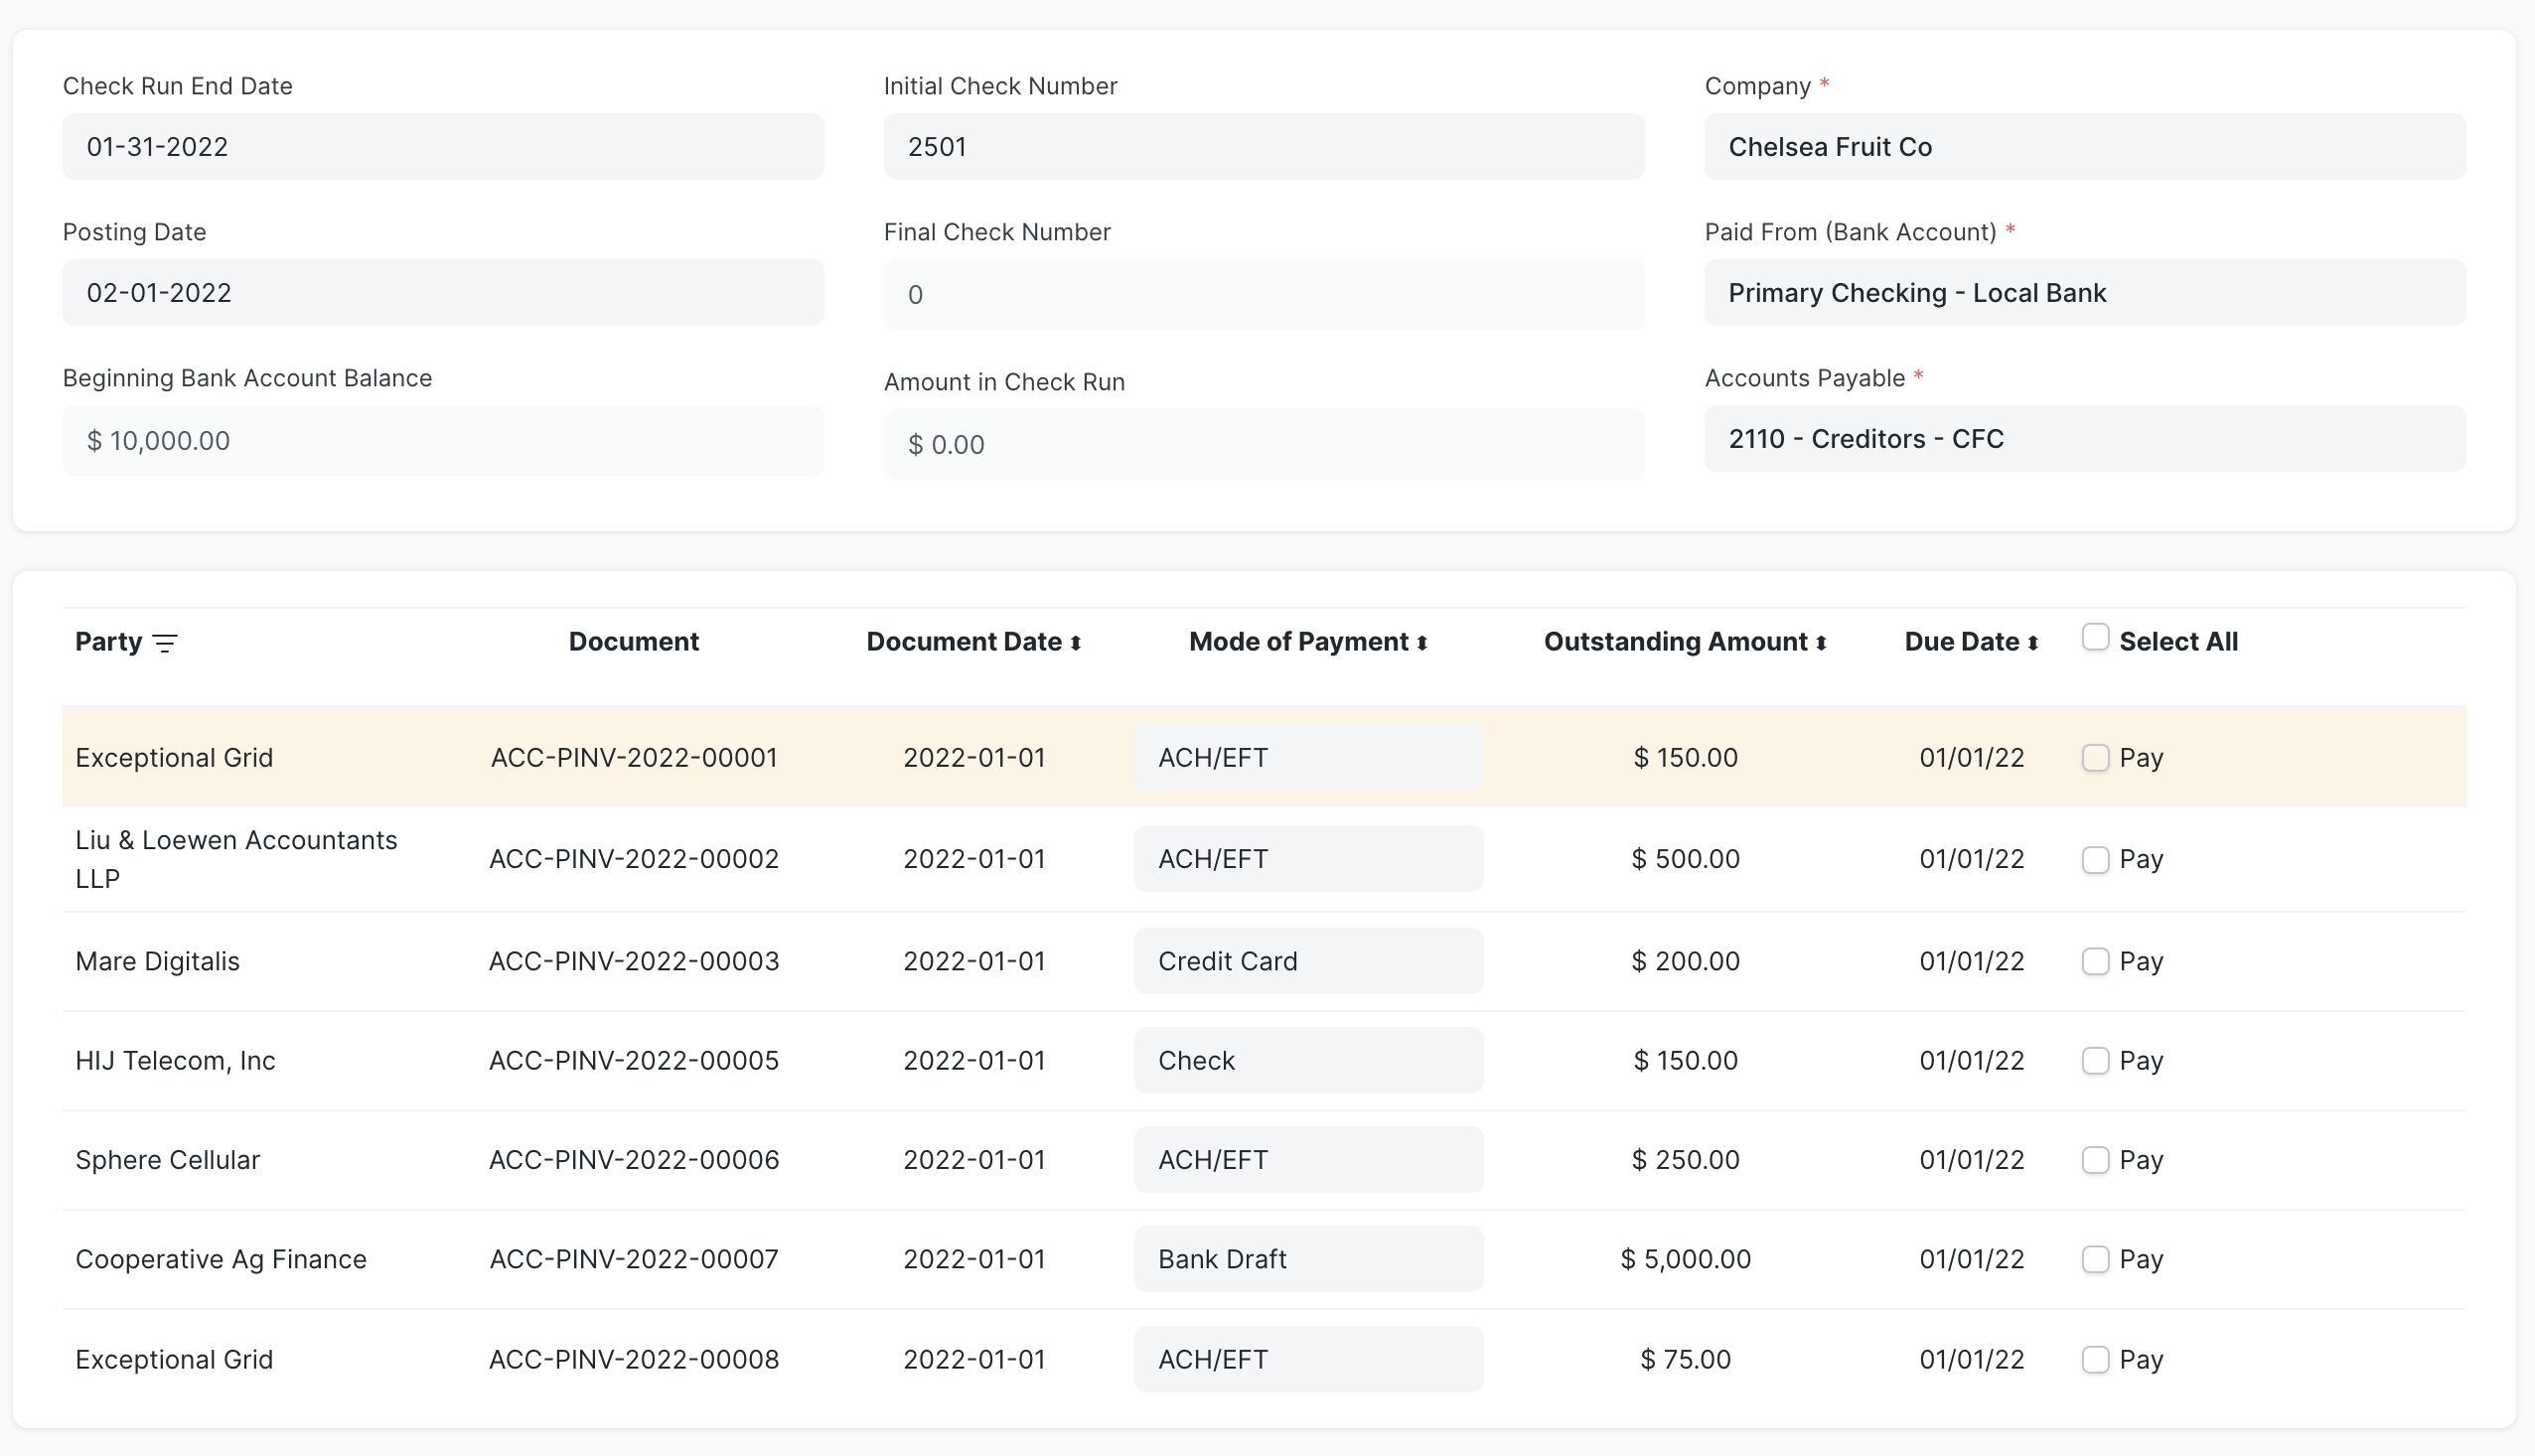 Check Run End Date
Initial Check Number
Company *
01-31-2022
2501
Chelsea Fruit Co
Posting Date
Final Check Number
Paid From (Bank Account) *
02-01-2022
0
Primary Checking - Local Bank
Beginning Bank Account Balance
Amount in Check Run
Accounts Payable *
$ 10,000.00
$ 0.00
2110 - Creditors - CFC
Party Document Document Date Mode of Payment Outstanding Amount Due Date Select All
Exceptional Grid ACC-PINV-2022-00001 2022-01-01 ACH/EFT $ 150.00 01/01/22 Pay
Liu & Loewen Accountants
LLP
ACC-PINV-2022-00002 2022-01-01 ACH/EFT $ 500.00 01/01/22 Pay
Mare Digitalis ACC-PINV-2022-00003 2022-01-01 Credit Card $ 200.00 01/01/22 Pay
HIJ Telecom, Inc ACC-PINV-2022-00005 2022-01-01 Check $ 150.00 01/01/22 Pay
Sphere Cellular ACC-PINV-2022-00006 2022-01-01 ACH/EFT $ 250.00 01/01/22 Pay
Cooperative Ag Finance ACC-PINV-2022-00007 2022-01-01 Bank Draft $ 5,000.00 01/01/22 Pay
Exceptional Grid ACC-PINV-2022-00008 2022-01-01 ACH/EFT $ 75.00 01/01/22 Pay